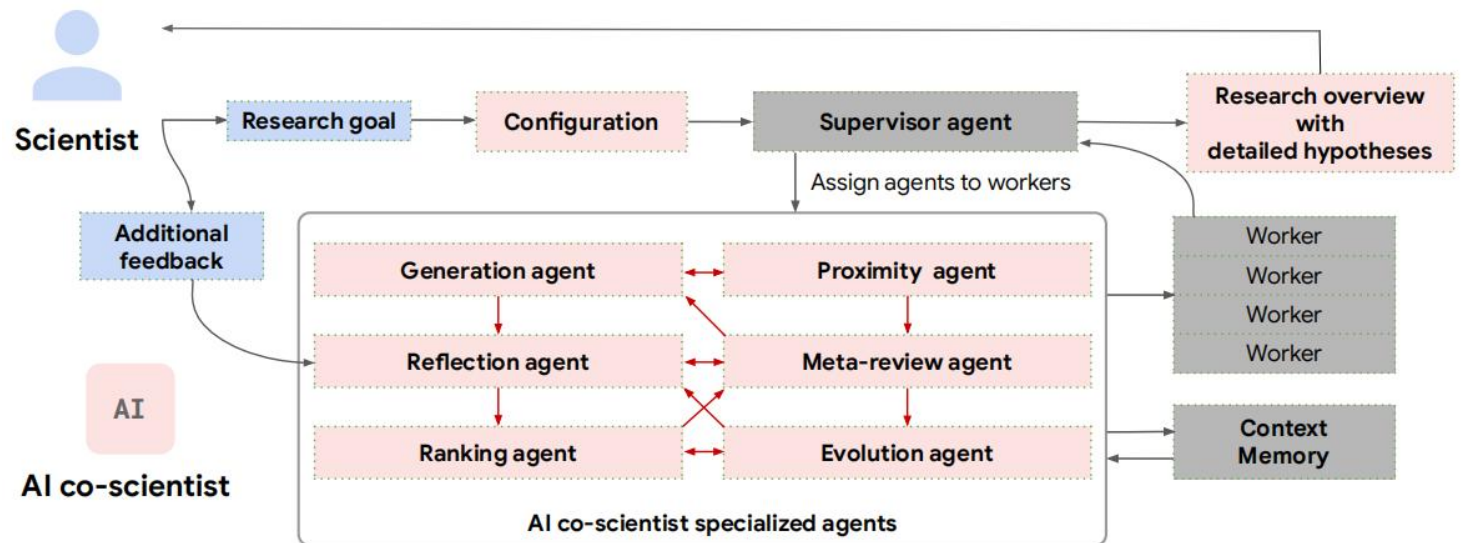 Scientist
Research goal
Configuration
Supervisor agent
Research overview
with
detailed hypotheses
Assign agents to workers
Additional
feedback
Generation agent
Proximity agent
Reflection agent
Meta-review agent
Ranking agent
Evolution agent
AI co-scientist specialized agents
Worker
Worker
Worker
Worker
Context
Memory
AI
AI co-scientist